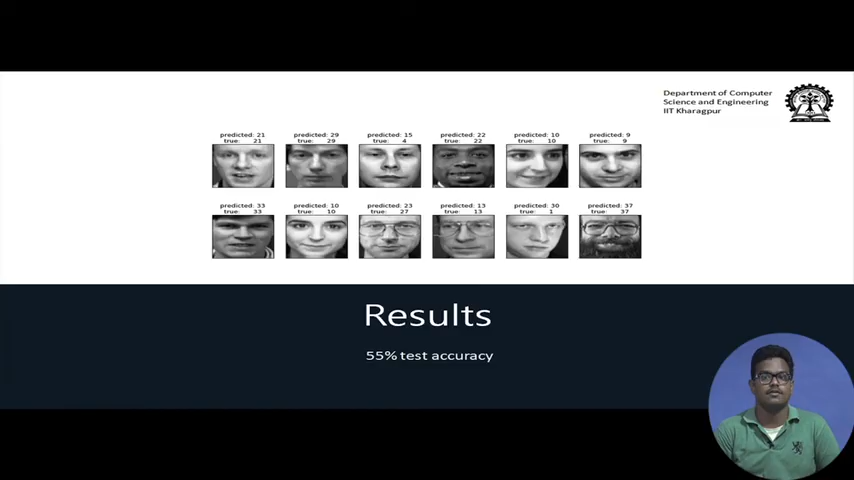 Department of Computer
Science and Engineering
IIT Kharagpur
predicted: 21
true: 21
predicted: 29
true: 29
predicted: 15
true: 4
predicted: 22
true: 22
predicted: 10
true: 10
predicted: 9
true: 9
predicted: 33
true: 33
predicted: 10
true: 10
predicted: 23
true: 27
predicted: 13
true: 13
predicted: 30
true: 1
predicted: 37
true: 37
Results
55% test accuracy